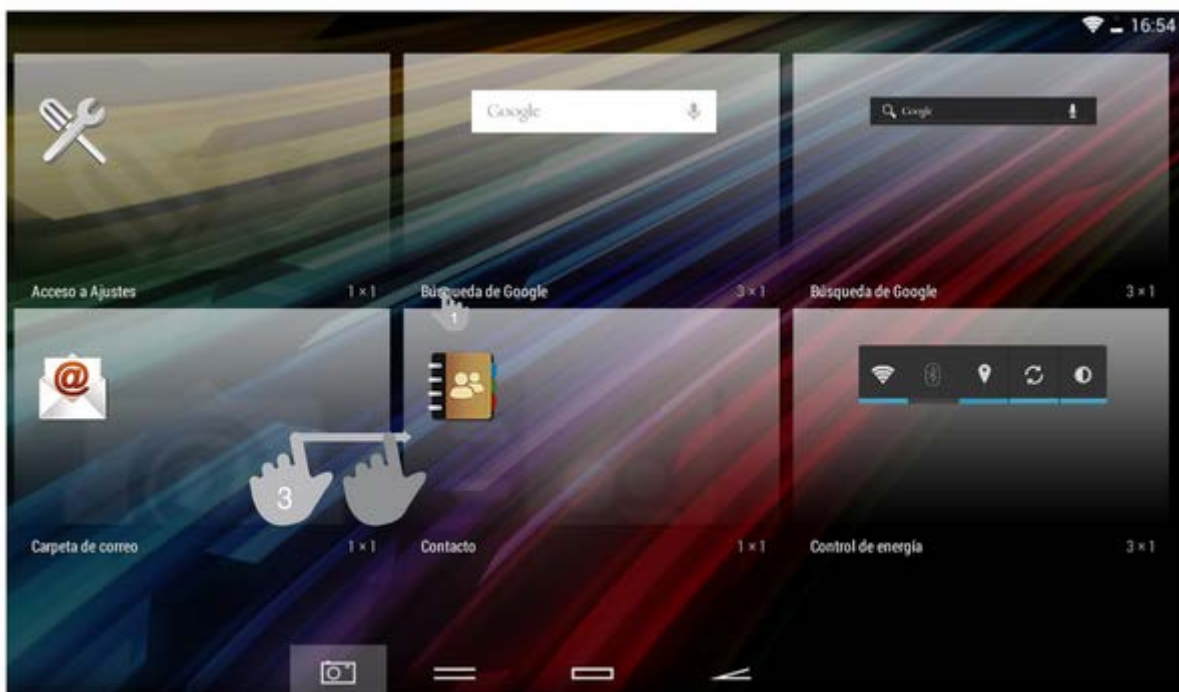 16:54
Google
Google
Acceso a Ajustes 1 × 1
Búsqueda de Google 3 × 1
Búsqueda de Google 3 × 1
1
@
3
Carpeta de correo 1 × 1
Contacto 1 × 1
Control de energía 3 × 1